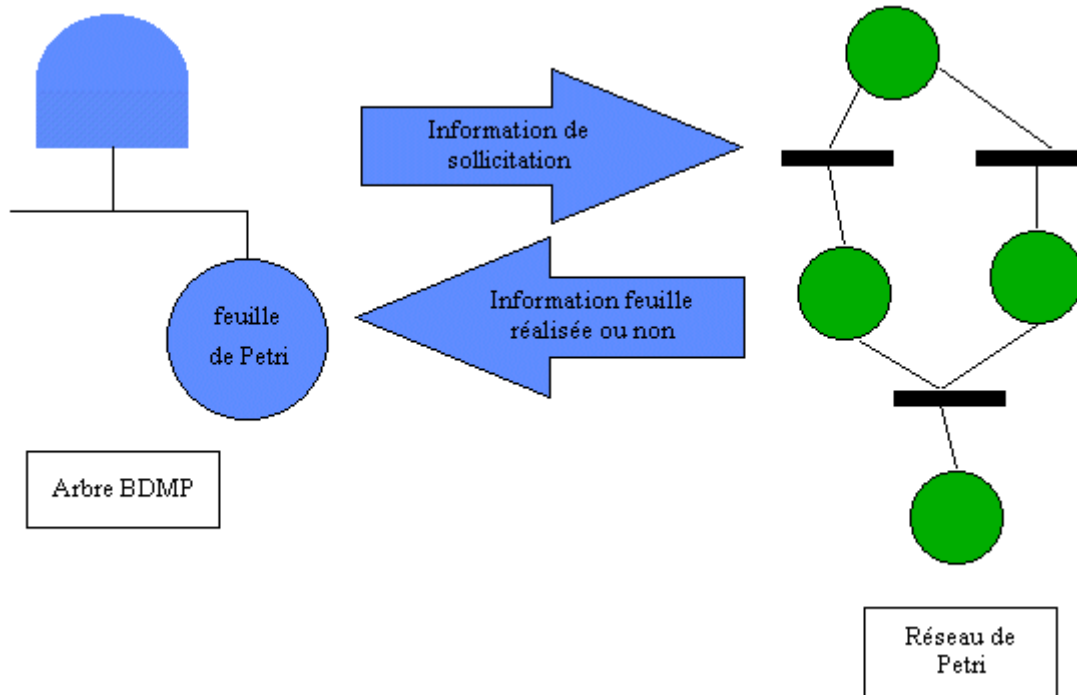 Information de
sollicitation
Information feuille
réalisée ou non
feuille
de Petri
Arbre BDMP
Réseau de
Petri